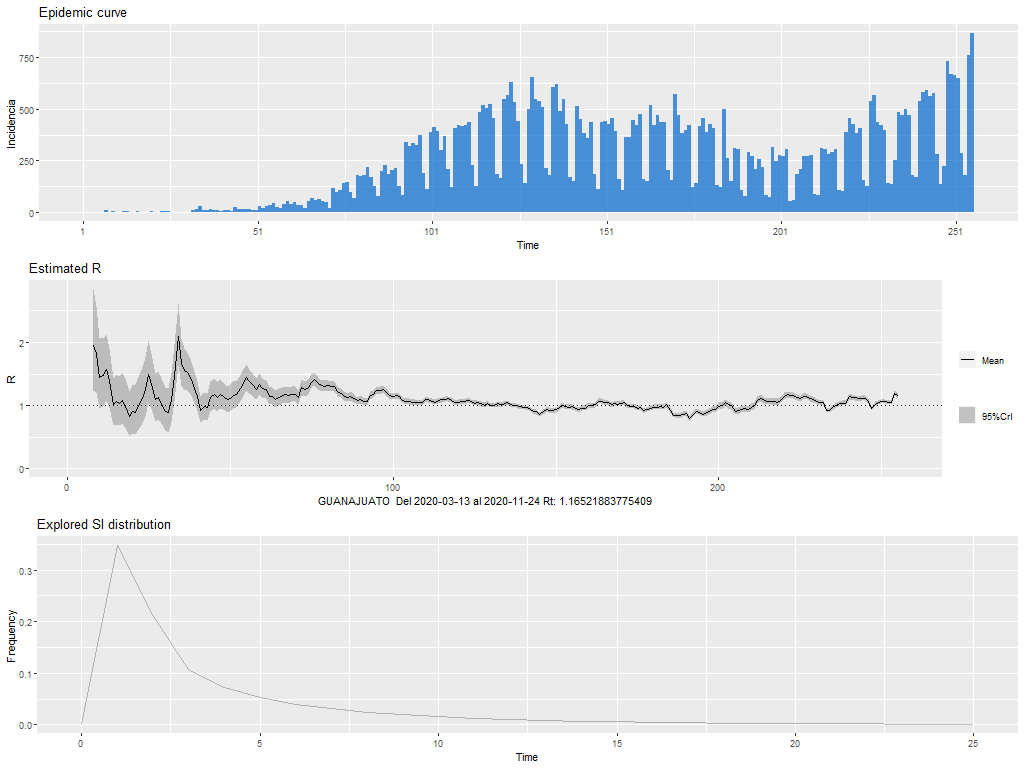 Epidemic curve
750
500
250
0
Incidencia
1
51
101
151
201
251
Time
Estimated R
2
1
0
R
0
100
200
GUANAJUATO Del 2020-03-13 al 2020-11-24 Rt: 1.16521883775409
Mean
95%CrI
Explored SI distribution
0.3
0.2
0.1
0.0
Frequency
0
5
10
15
20
25
Time